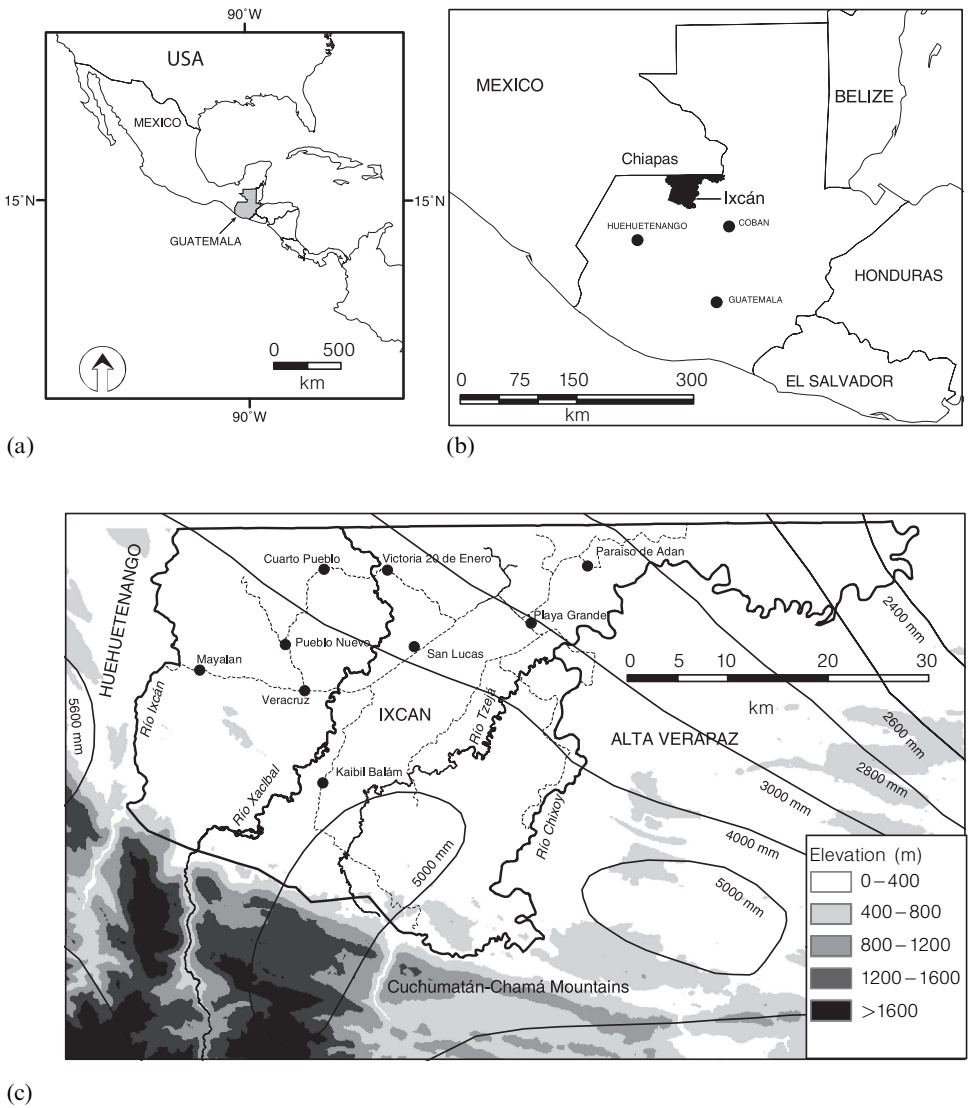 90°W
USA
MEXICO
15°N
15°N
GUATEMALA
0 500
km
90°W
(a)
MEXICO
BELIZE
Chiapas
Ixcán
HUEHUETENANGO
COBAN
GUATEMALA
HONDURAS
EL SALVADOR
0 75 150 300
km
(b)
HUEHUETENANGO
Cuarto Pueblo
Victoria 20 de Enero
Paraiso de Adan
2400 mm
Playa Grande
Pueblo Nuevo
San Lucas
Mayalan
Veracruz
0 5 10 20 30
km
5600 mm
Río Ixcán
IXCAN
Río Tzejá
2600 mm
ALTA VERAPAZ
2800 mm
Kaibil Balám
Río Xaclbal
3000 mm
Río Chixoy
4000 mm
5000 mm
5000 mm
Elevation (m)
0–400
400–800
800–1200
1200–1600
>1600
Cuchumatán-Chamá Mountains
(c)